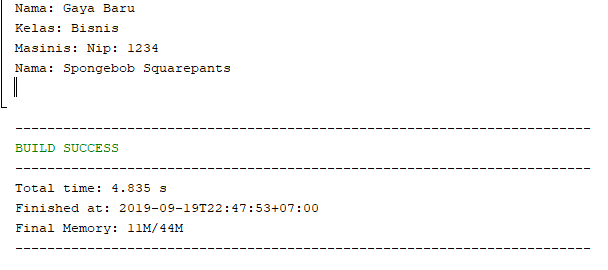 Nama: Gaya Baru
Kelas: Bisnis
Masinis: Nip: 1234
Nama: Spongebob Squarepants
------------------------------------------------------------------------
BUILD SUCCESS
------------------------------------------------------------------------
Total time: 4.835 s
Finished at: 2019-09-19T22:47:53+07:00
Final Memory: 11M/44M
------------------------------------------------------------------------